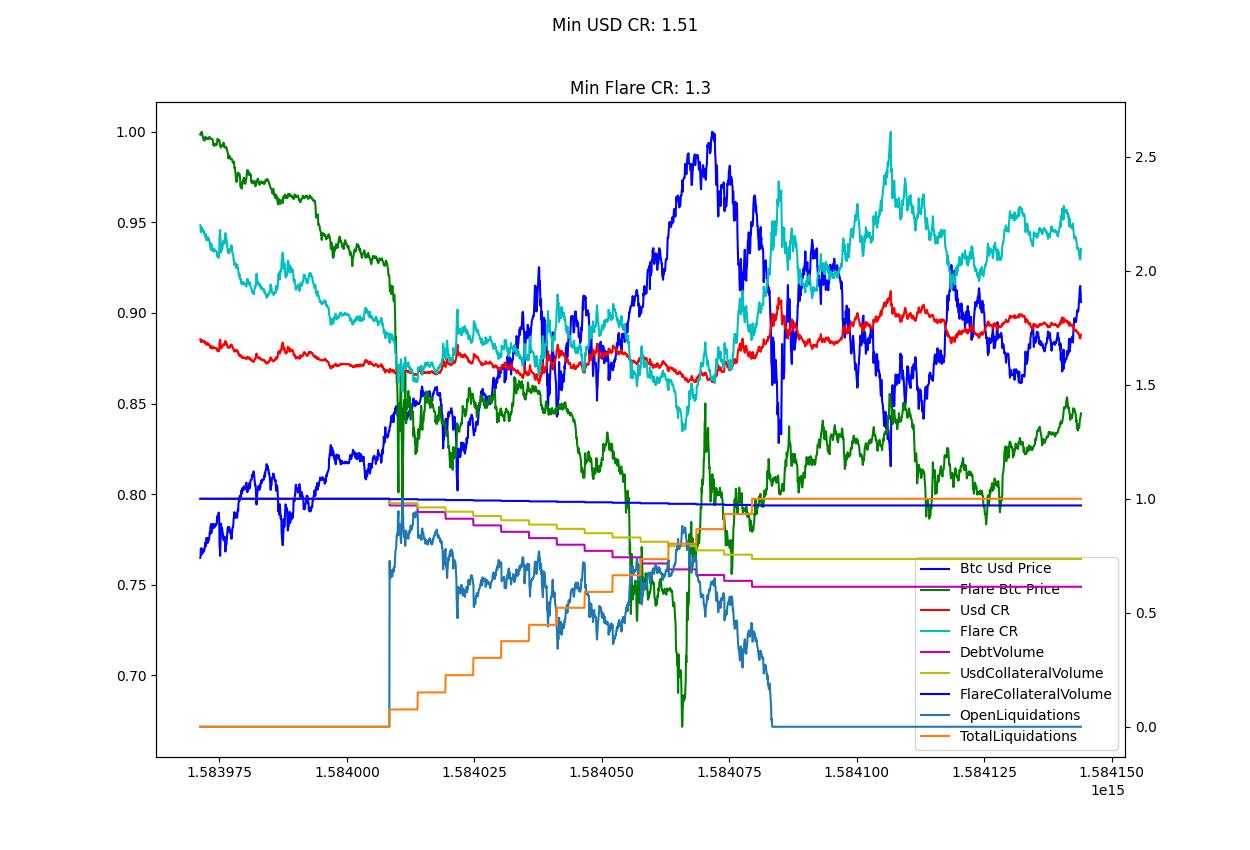 Min USD CR: 1.51
Min Flare CR: 1.3
1.00
0.95
0.90
0.85
0.80
0.75
0.70
2.5
2.0
1.5
1.0
0.5
0.0
Btc Usd Price
Flare Btc Price
Usd CR
Flare CR
DebtVolume
UsdCollateralVolume
FlareCollateralVolume
OpenLiquidations
TotalLiquidations
1.583975 1.584000 1.584025 1.584050 1.584075 1.584100 1.584125 1.584150
1e15